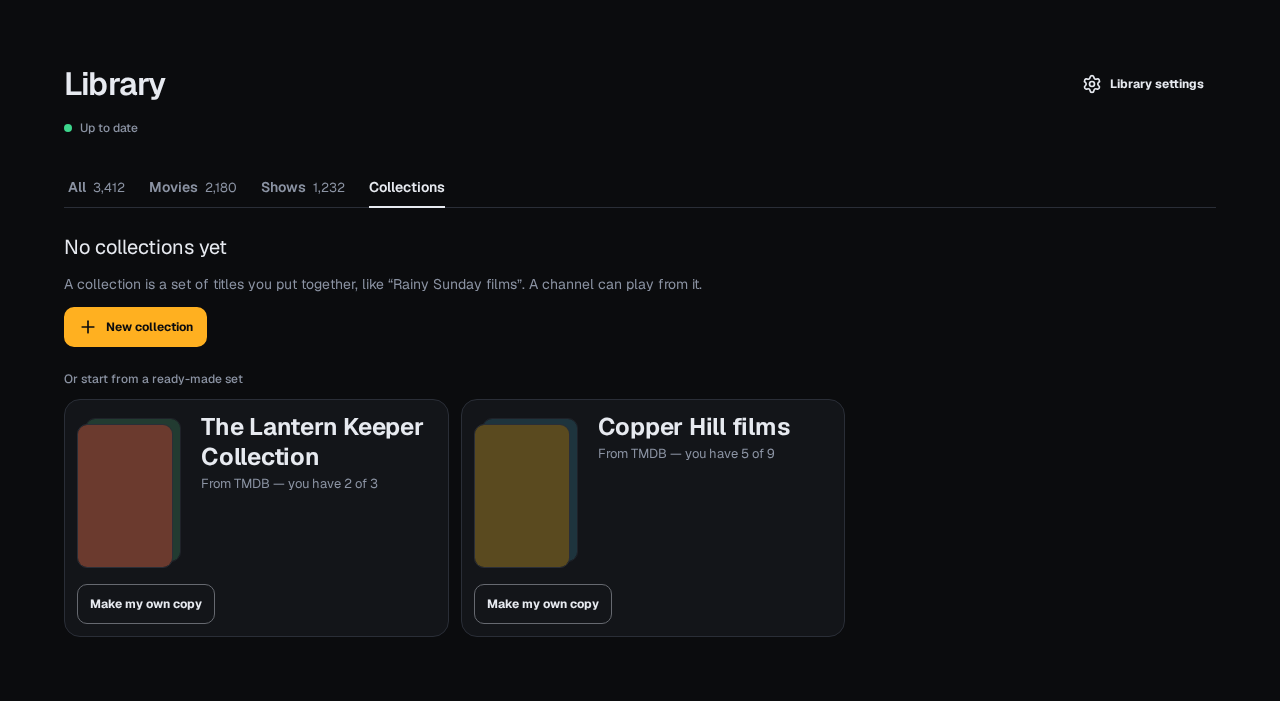 Library
Library settings
Up to date
All 3,412 Movies 2,180 Shows 1,232 Collections
No collections yet
A collection is a set of titles you put together, like “Rainy Sunday films”. A channel can play from it.
New collection
Or start from a ready-made set
The Lantern Keeper
Collection
From TMDB — you have 2 of 3
Make my own copy
Copper Hill films
From TMDB — you have 5 of 9
Make my own copy